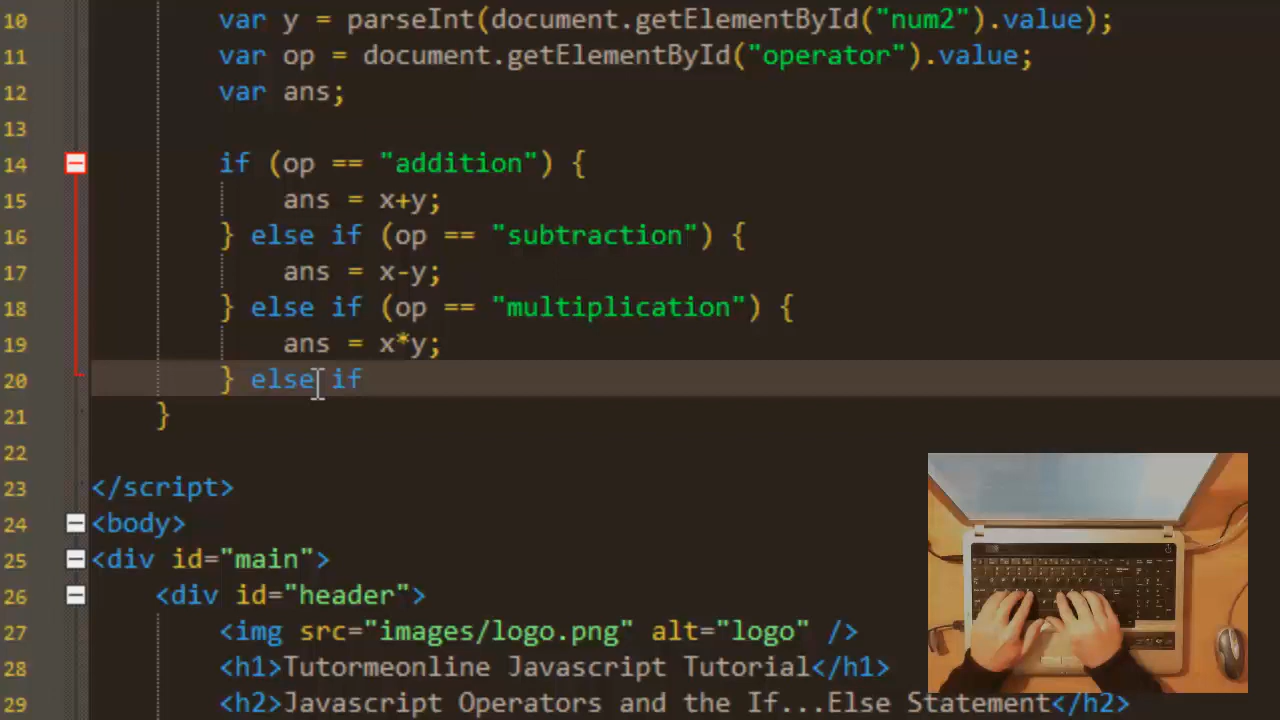 10 var y = parseInt(document.getElementById("num2").value);
11 var op = document.getElementById("operator").value;
12 var ans;
13
14 if (op == "addition") {
15 ans = x+y;
16 } else if (op == "subtraction") {
17 ans = x-y;
18 } else if (op == "multiplication") {
19 ans = x*y;
20 } else if
21 }
22
23 </script>
24 <body>
25 <div id="main">
26 <div id="header">
27 <img src="images/logo.png" alt="logo" />
28 <h1>Tutormeonline Javascript Tutorial</h1>
29 <h2>Javascript Operators and the If...Else Statement</h2>